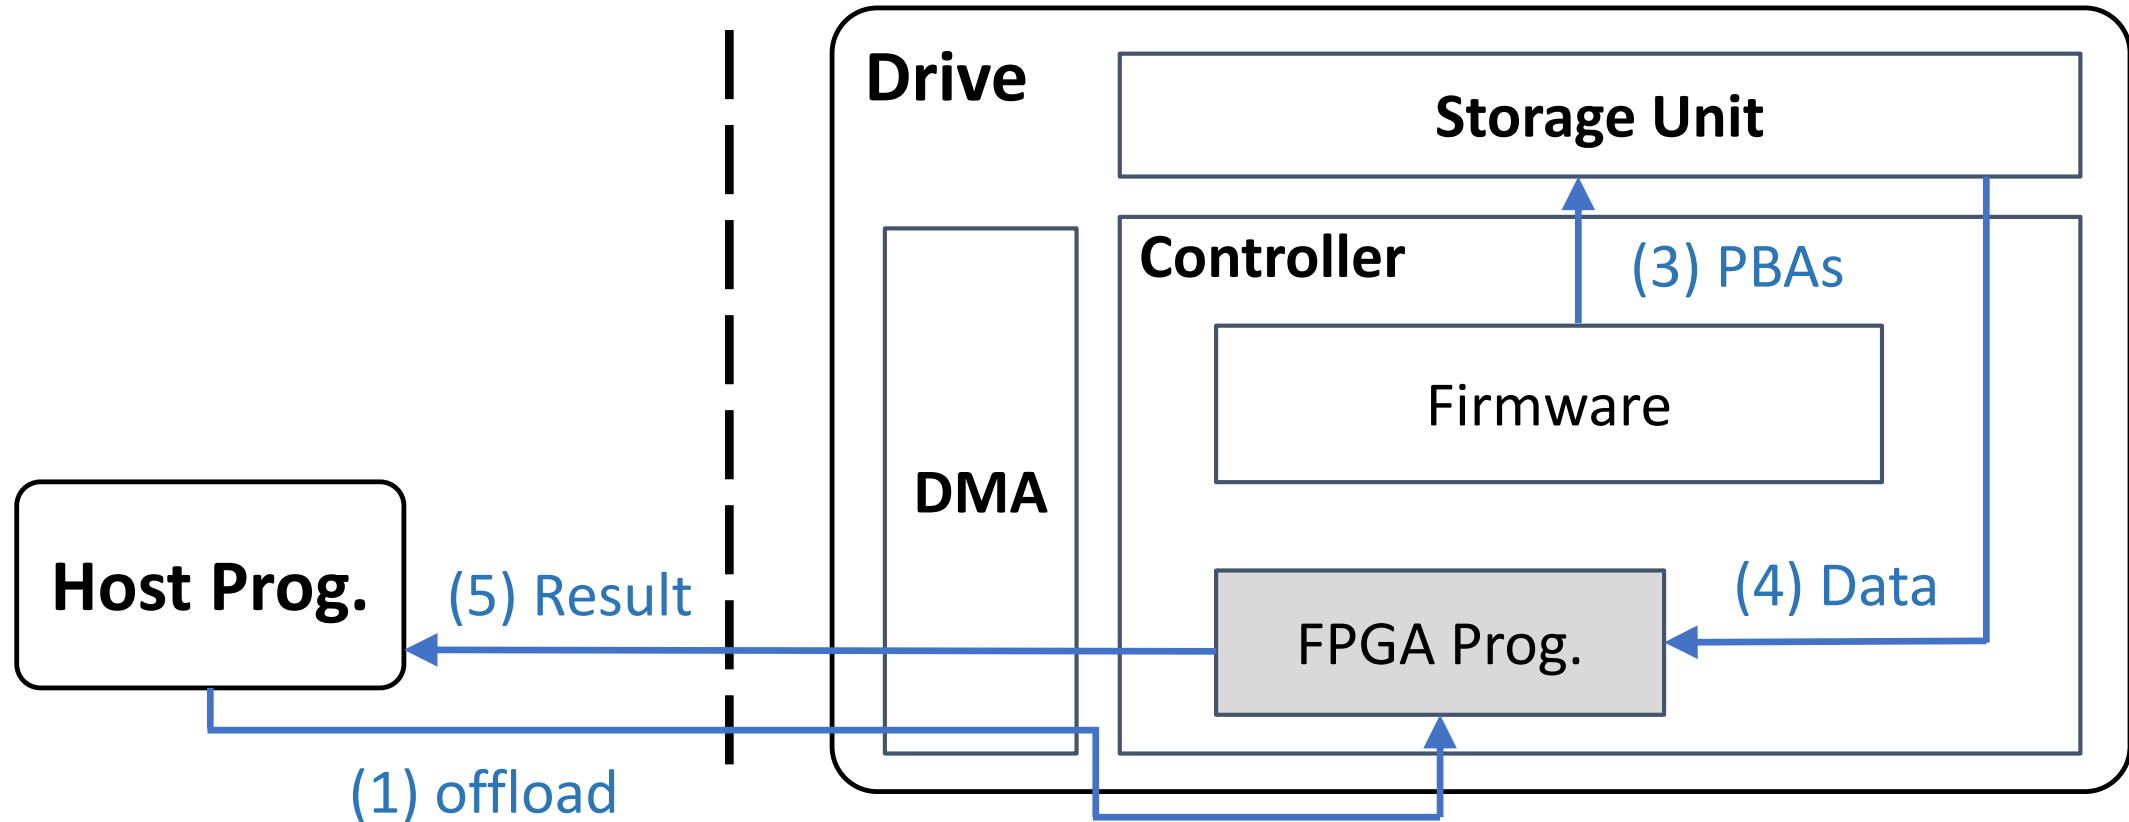 Drive
Storage Unit
Controller
(3) PBAs
Firmware
DMA
Host Prog.
(5) Result
(4) Data
FPGA Prog.
(1) offload